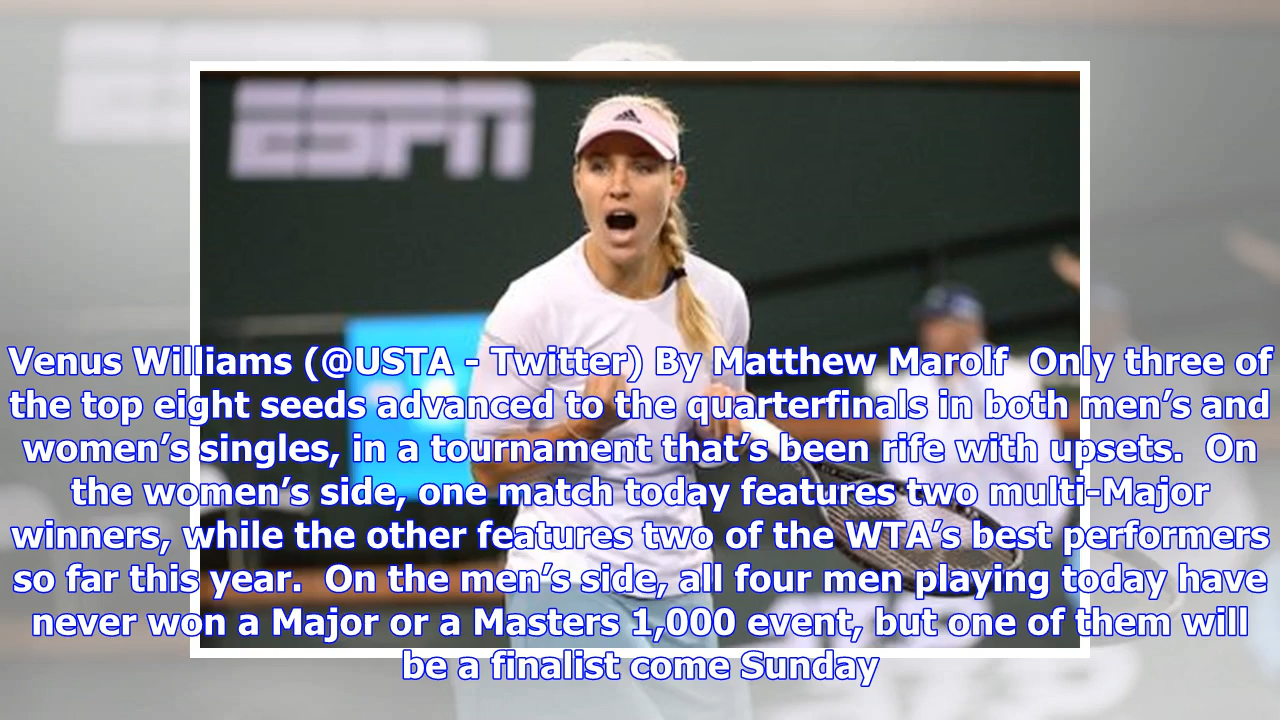 ESPN
Venus Williams (@USTA - Twitter) By Matthew Marolf  Only three of
the top eight seeds advanced to the quarterfinals in both men’s and
women’s singles, in a tournament that’s been rife with upsets.  On
the women’s side, one match today features two multi-Major
winners, while the other features two of the WTA’s best performers
so far this year.  On the men’s side, all four men playing today have
never won a Major or a Masters 1,000 event, but one of them will
be a finalist come Sunday